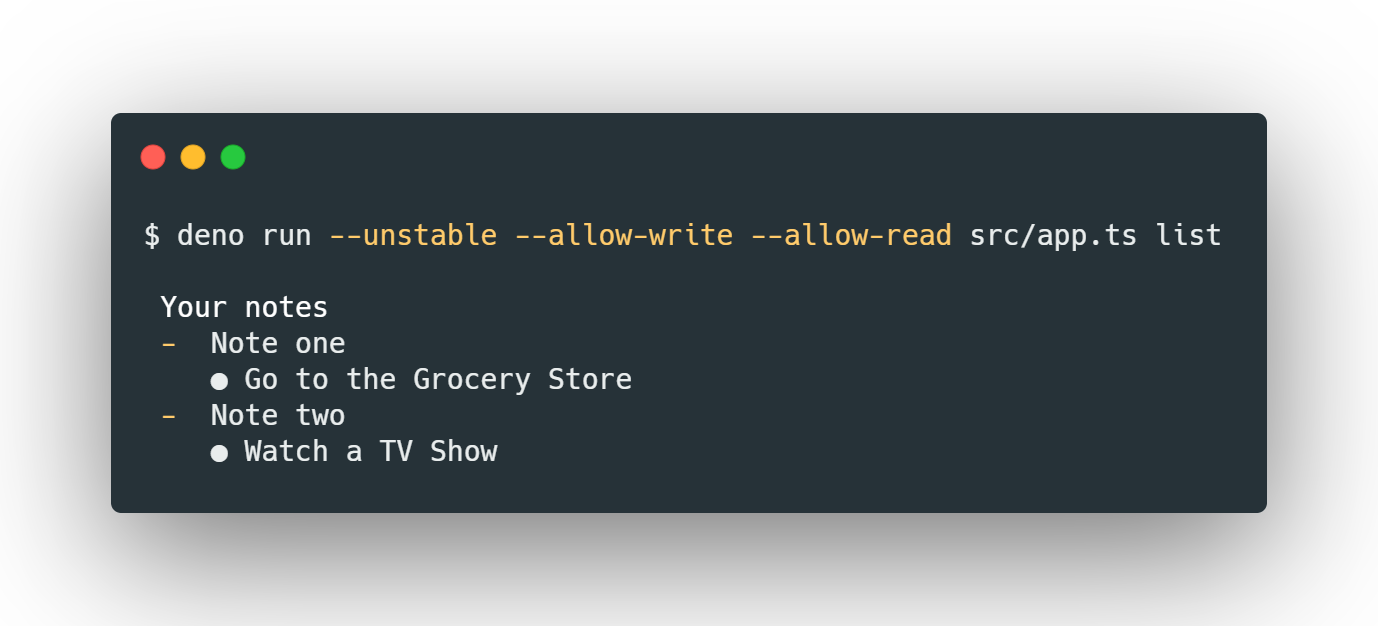 $ deno run --unstable --allow-write --allow-read src/app.ts list
Your notes
- Note one
● Go to the Grocery Store
- Note two
● Watch a TV Show